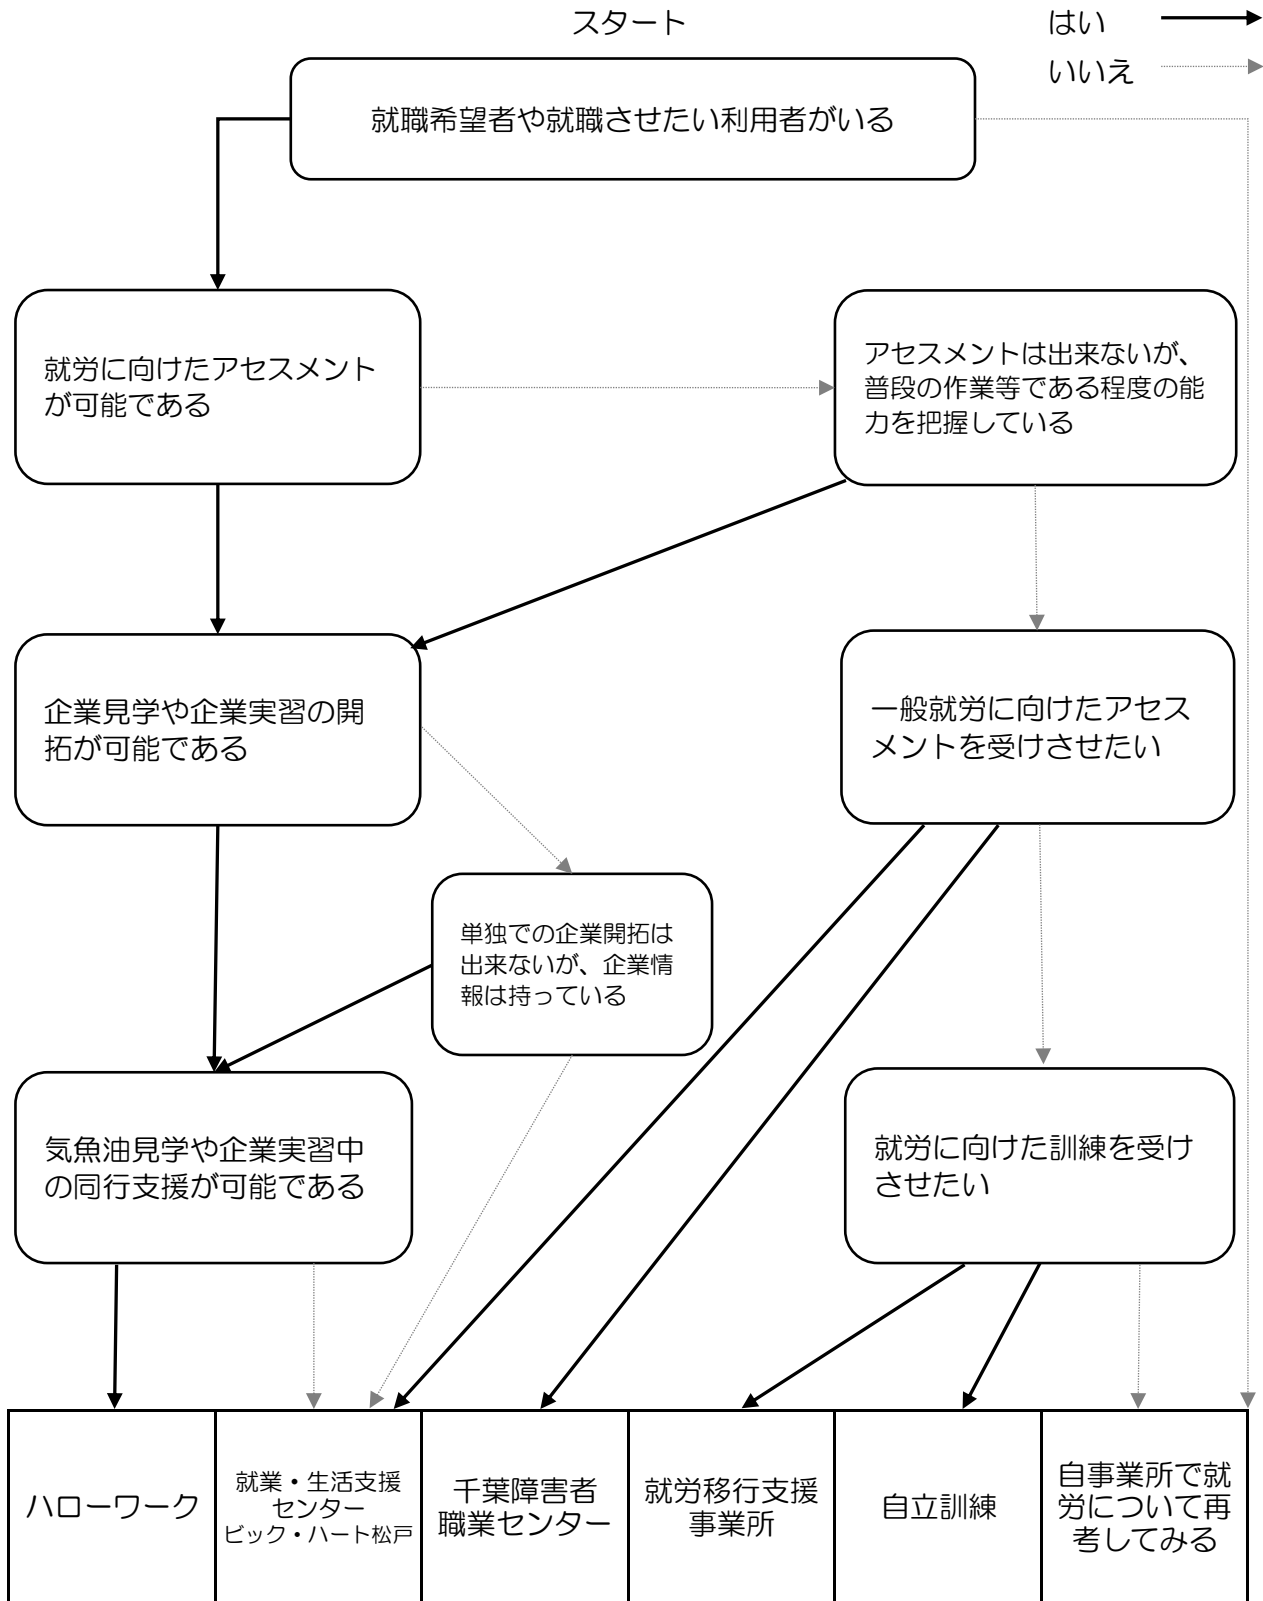 スタート
はい
いいえ
就職希望者や就職させたい利用者がいる
就労に向けたアセスメント
が可能である
アセスメントは出来ないが、
普段の作業等である程度の能
力を把握している
企業見学や企業実習の開
拓が可能である
一般就労に向けたアセス
メントを受けさせたい
単独での企業開拓は
出来ないが、企業情
報は持っている
気魚油見学や企業実習中
の同行支援が可能である
就労に向けた訓練を受け
させたい
ハローワーク
就業・生活支援
センター
ビック・ハート松戸
千葉障害者
職業センター
就労移行支援
事業所
自立訓練
自事業所で就
労について再
考してみる